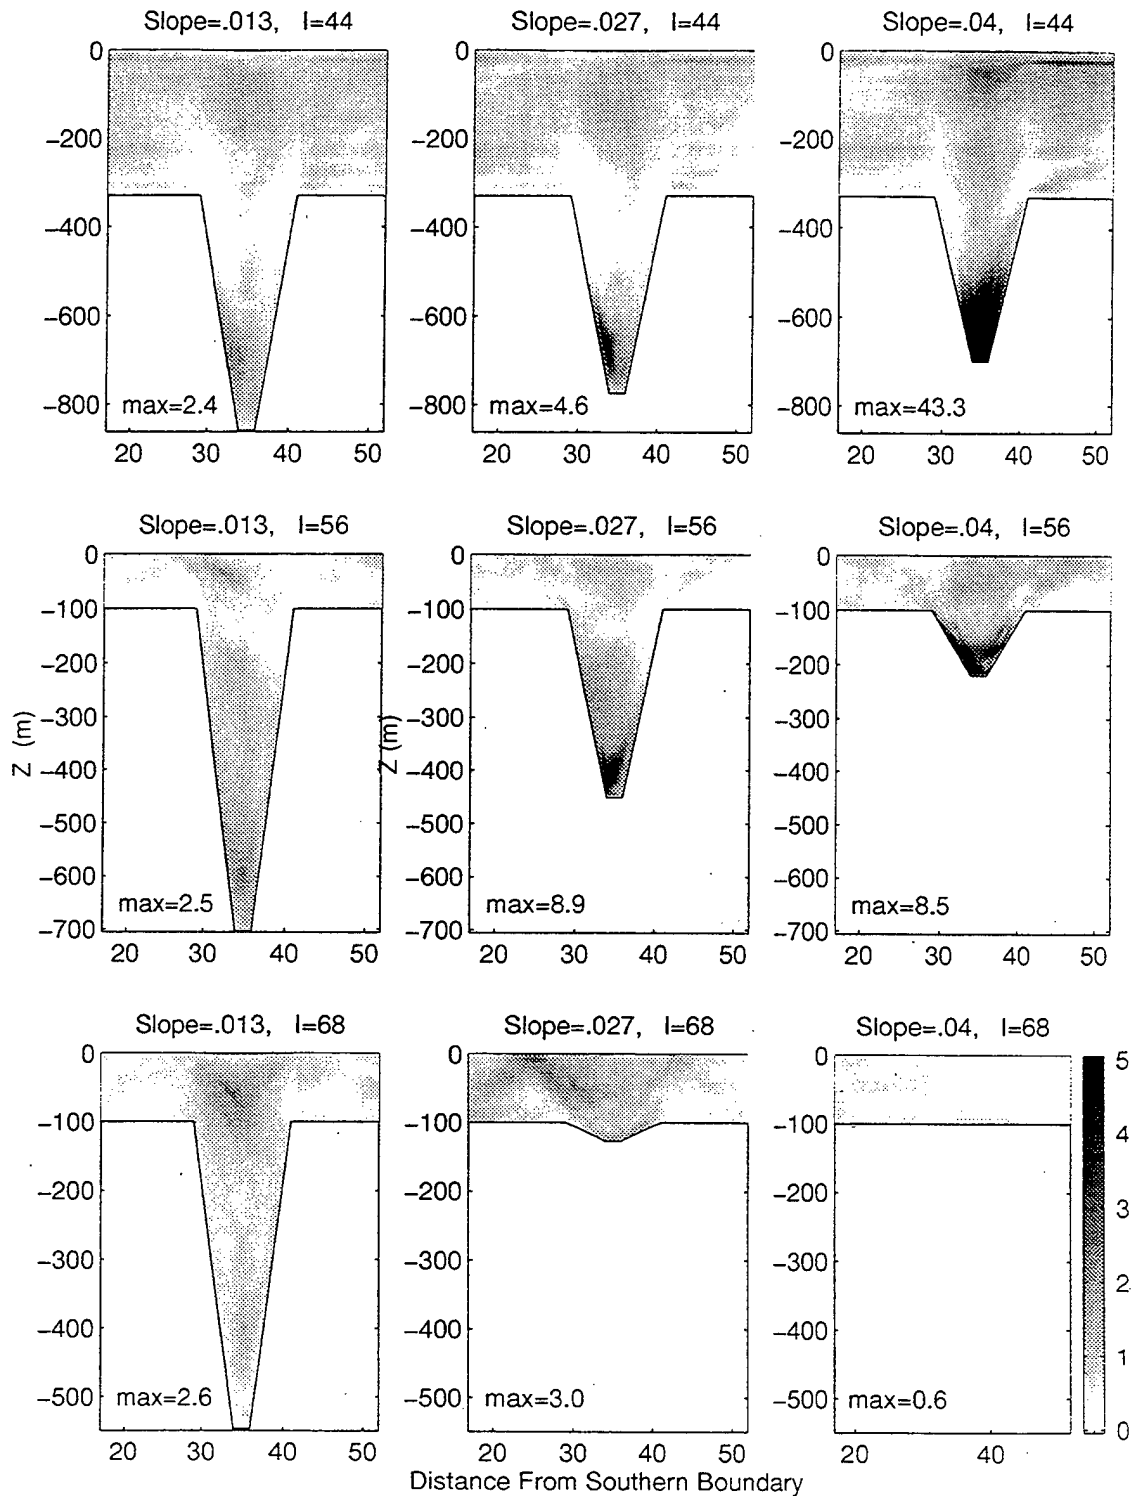 Slope=.013, I=44
Slope=.027, I=44
Slope=.04, I=44
0
−200
−400
−600
−800
max=2.4
20 30 40 50
0
−200
−400
−600
−800
max=4.6
20 30 40 50
0
−200
−400
−600
−800
max=43.3
20 30 40 50
Slope=.013, I=56
Slope=.027, I=56
Slope=.04, I=56
Z (m)
0
−100
−200
−300
−400
−500
−600
−700
max=2.5
20 30 40 50
Z (m)
0
−100
−200
−300
−400
−500
−600
−700
max=8.9
20 30 40 50
0
−100
−200
−300
−400
−500
−600
−700
max=8.5
20 30 40 50
Slope=.013, I=68
Slope=.027, I=68
Slope=.04, I=68
0
−100
−200
−300
−400
−500
max=2.6
20 30 40 50
0
−100
−200
−300
−400
−500
max=3.0
20 30 40 50
0
−100
−200
−300
−400
−500
max=0.6
20 40
5
4
3
2
1
0
Distance From Southern Boundary